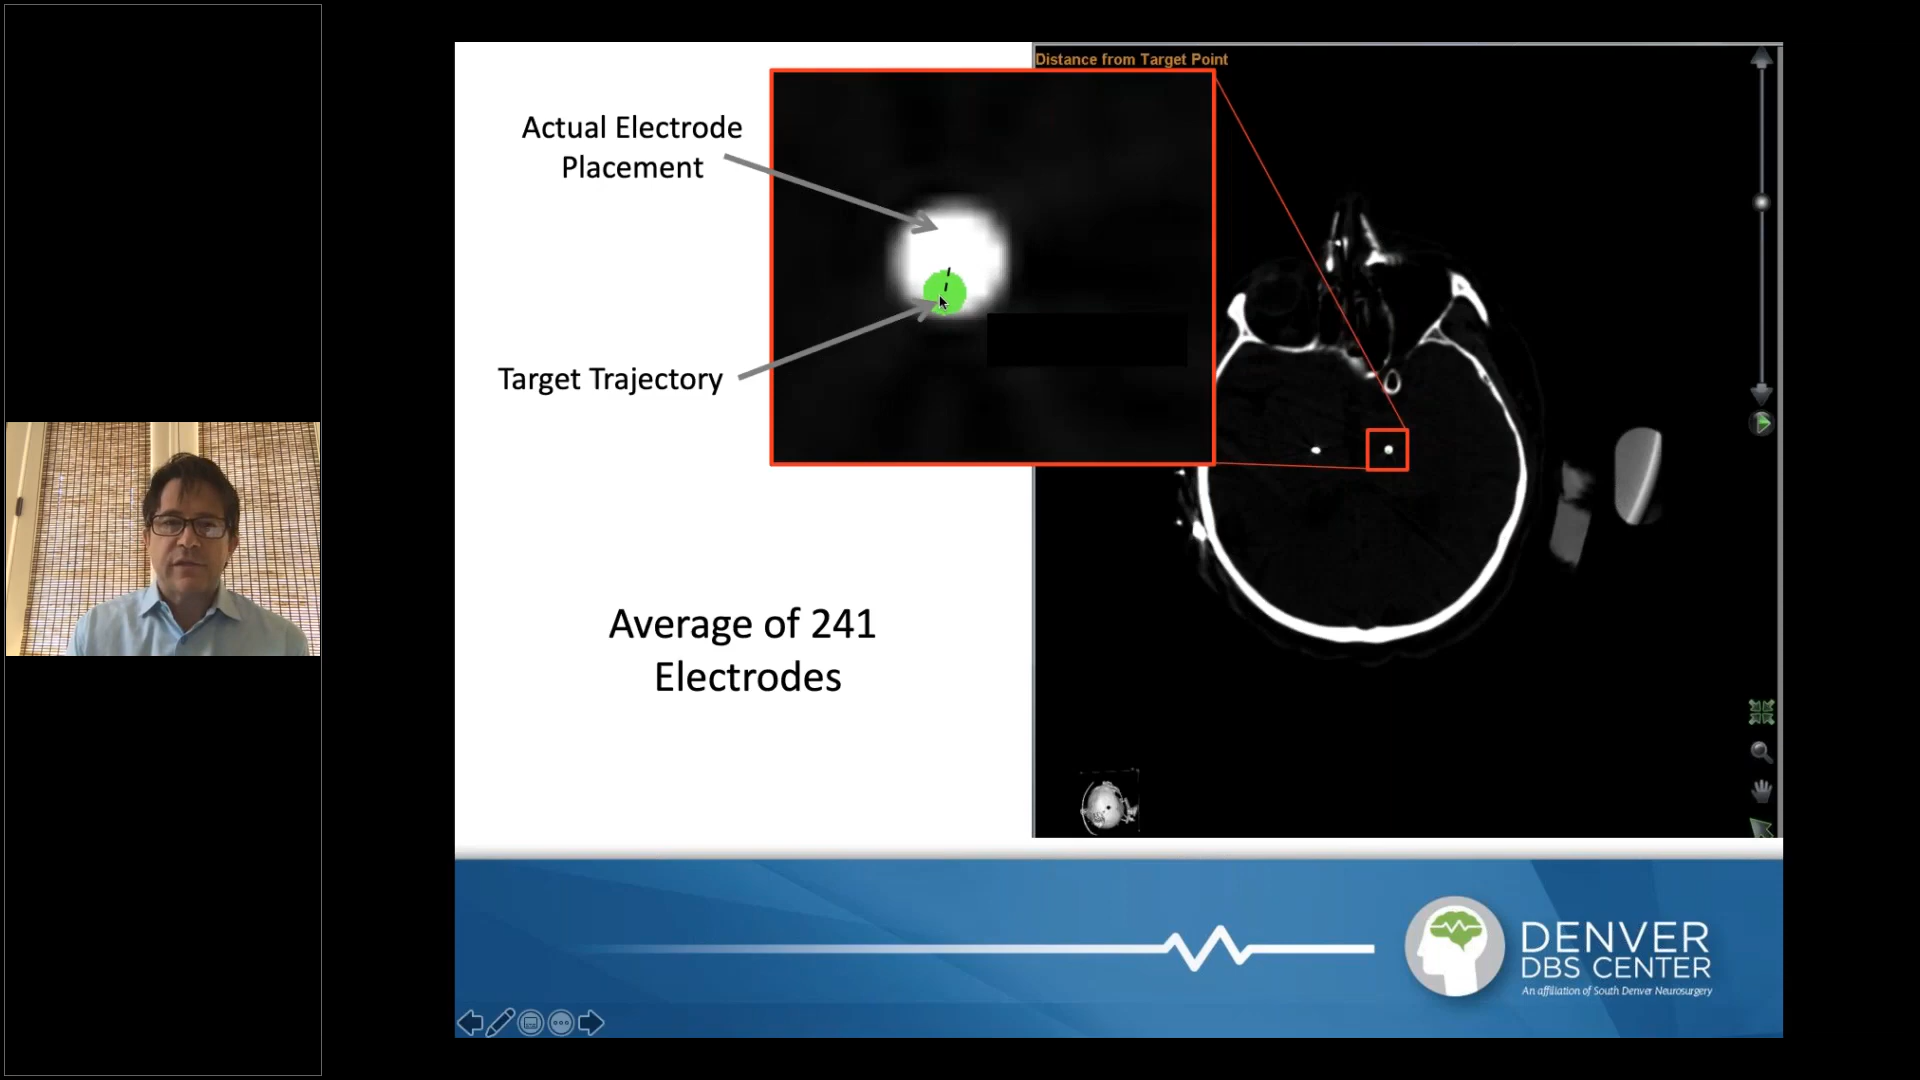 Distance from Target Point
Actual Electrode
Placement
Target Trajectory
Average of 241
Electrodes
DENVER
DBS CENTER
An affiliation of South Denver Neurosurgery